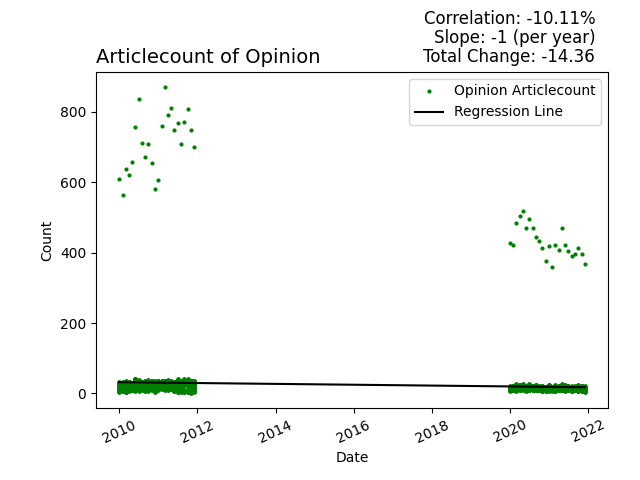 Correlation: -10.11%
Slope: -1 (per year)
Total Change: -14.36
Articlecount of Opinion
Opinion Articlecount
Regression Line
800
600
400
200
0
Count
2010
2012
2014
2016
2018
2020
2022
Date